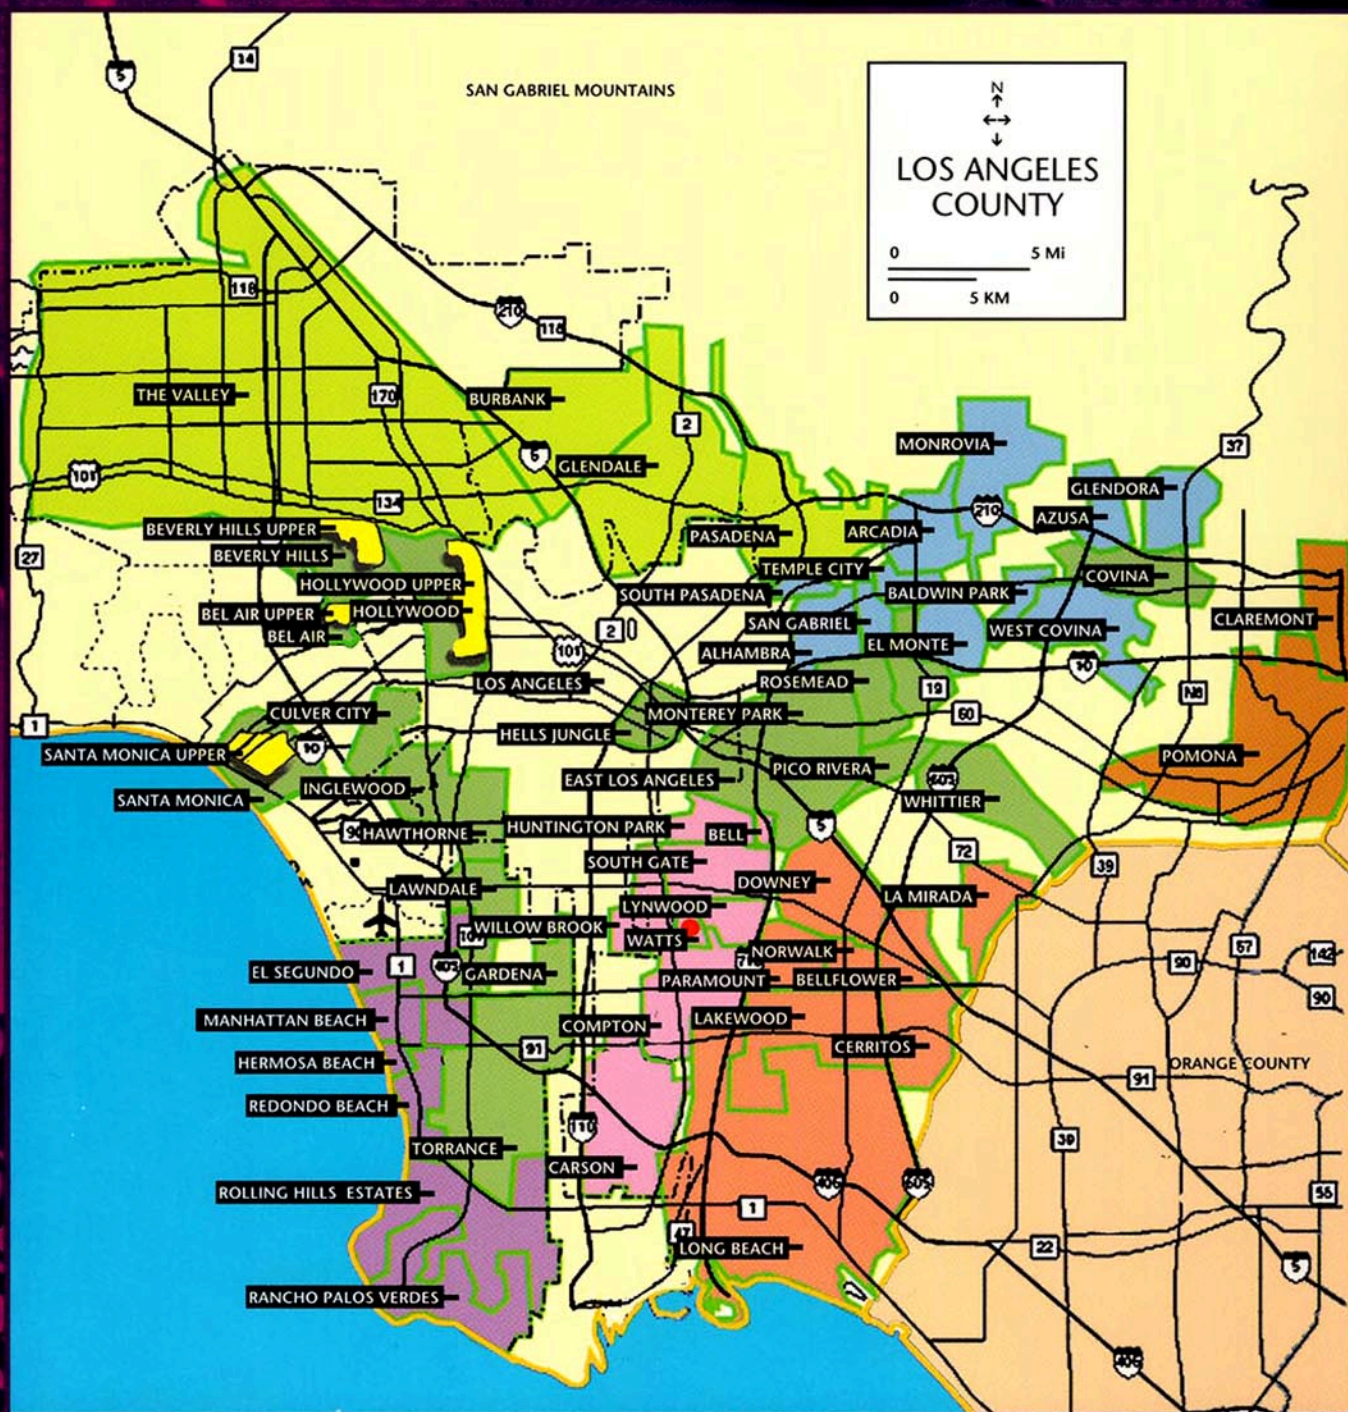 5
14
SAN GABRIEL MOUNTAINS
N
LOS ANGELES
COUNTY
0 5 Mi
0 5 KM
118
210
118
THE VALLEY
170
BURBANK
2
MONROVIA
37
101
5
GLENDALE
GLENDORA
134
210
AZUSA
BEVERLY HILLS UPPER
PASADENA
ARCADIA
27
BEVERLY HILLS
TEMPLE CITY
COVINA
HOLLYWOOD UPPER
SOUTH PASADENA
BALDWIN PARK
BEL AIR UPPER
HOLLYWOOD
SAN GABRIEL
CLAREMONT
BEL AIR
2
WEST COVINA
101
ALHAMBRA
EL MONTE
10
LOS ANGELES
ROSEMEAD
19
1
CULVER CITY
MONTEREY PARK
60
HELLS JUNGLE
SANTA MONICA UPPER
10
POMONA
EAST LOS ANGELES
PICO RIVERA
605
SANTA MONICA
INGLEWOOD
WHITTIER
HAWTHORNE
HUNTINGTON PARK
BELL
5
72
SOUTH GATE
39
LAWNDALE
DOWNEY
LA MIRADA
LYNWOOD
WILLOW BROOK
WATTS
NORWALK
57
142
EL SEGUNDO
1
405
GARDENA
PARAMOUNT
BELLFLOWER
90
90
MANHATTAN BEACH
COMPTON
LAKEWOOD
HERMOSA BEACH
91
CERRITOS
ORANGE COUNTY
91
REDONDO BEACH
110
39
TORRANCE
CARSON
ROLLING HILLS ESTATES
405
605
55
1
47
LONG BEACH
22
5
RANCHO PALOS VERDES
405